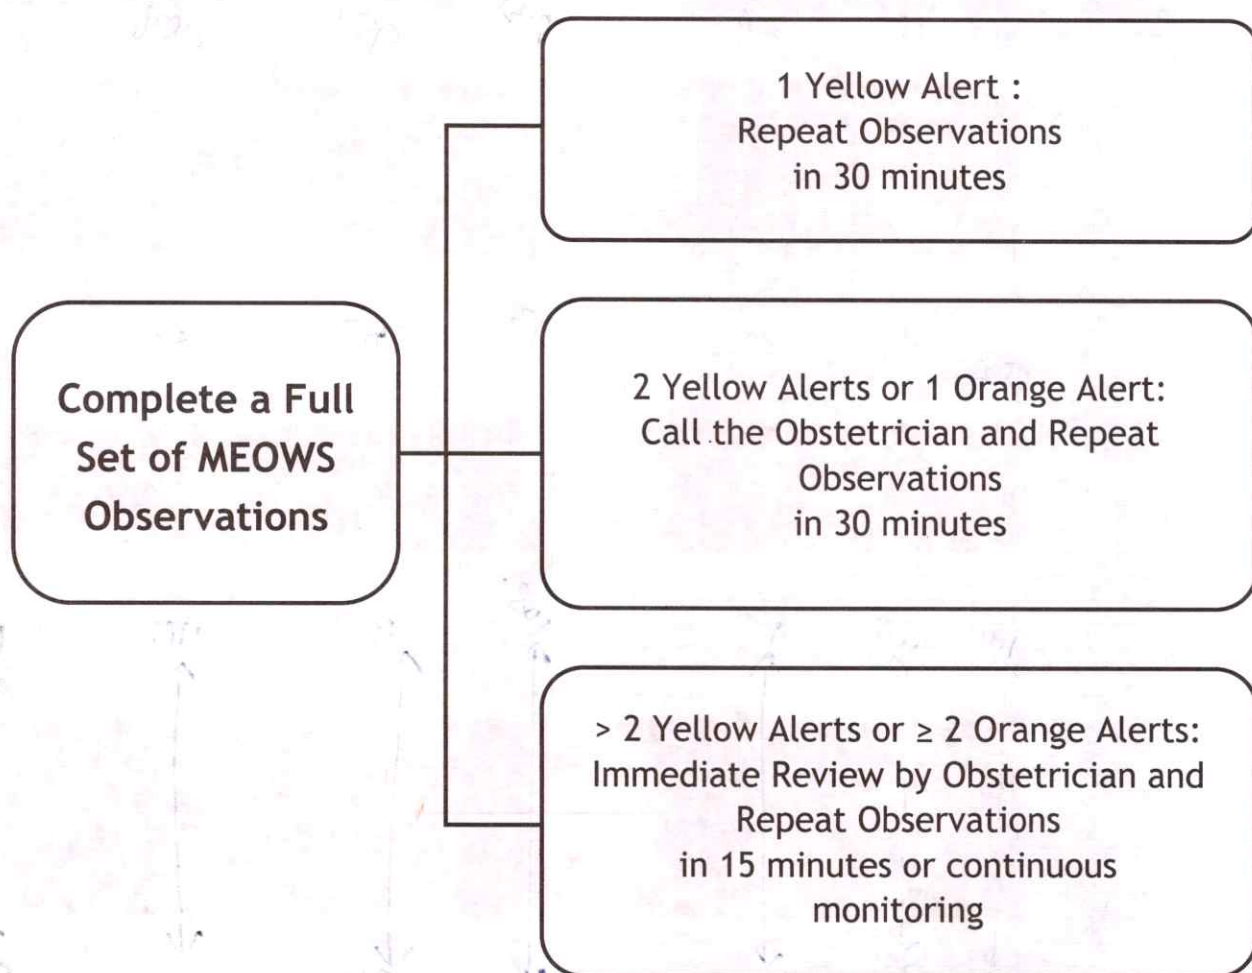 1 Yellow Alert :
Repeat Observations
in 30 minutes
Complete a Full
Set of MEOWS
Observations
2 Yellow Alerts or 1 Orange Alert:
Call the Obstetrician and Repeat
Observations
in 30 minutes
> 2 Yellow Alerts or ≥ 2 Orange Alerts:
Immediate Review by Obstetrician and
Repeat Observations
in 15 minutes or continuous
monitoring